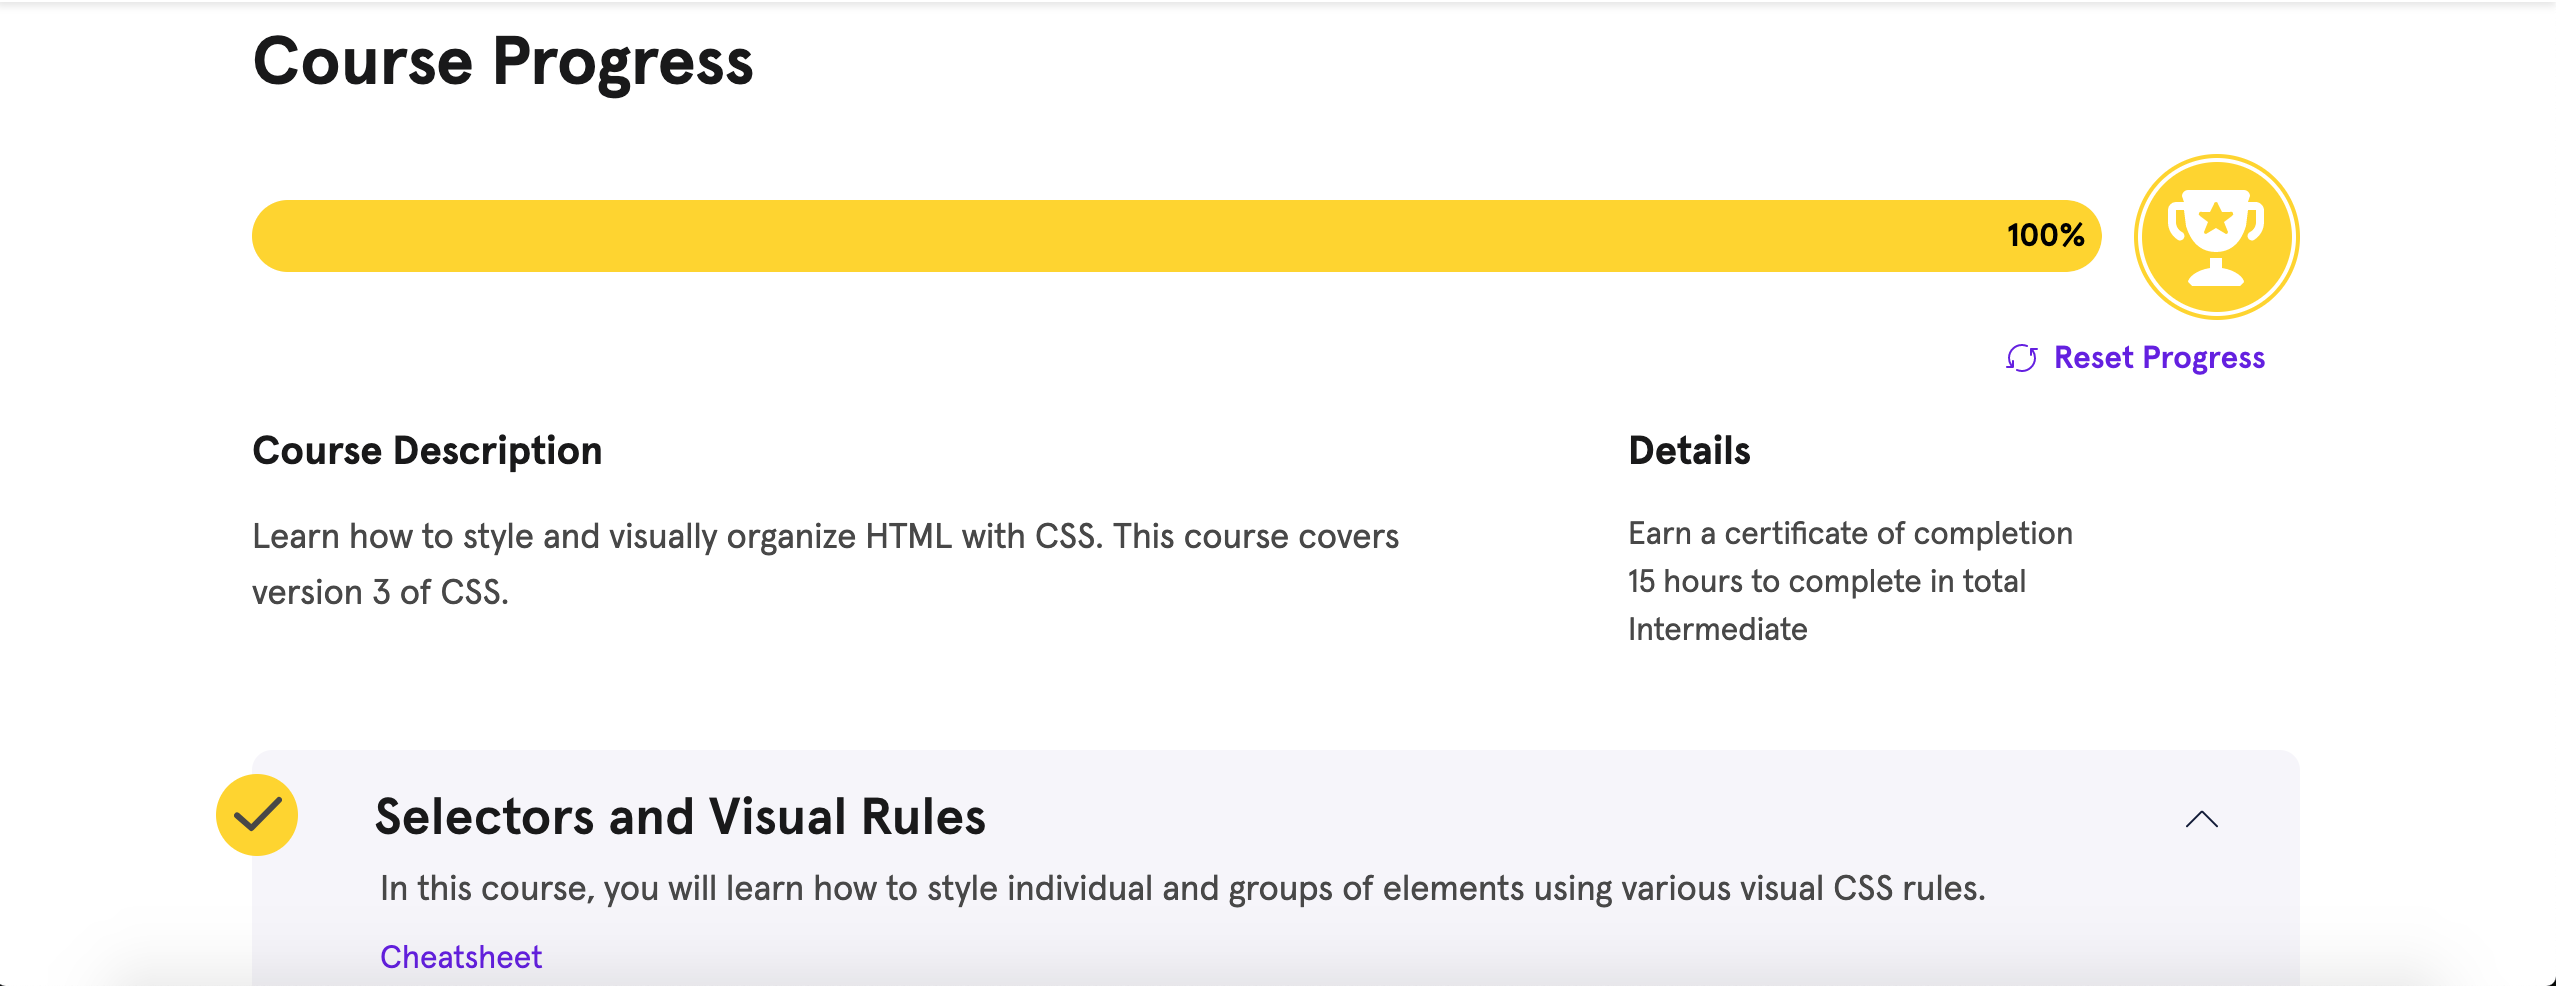 Course Progress
100%
Reset Progress
Course Description
Learn how to style and visually organize HTML with CSS. This course covers
version 3 of CSS.
Details
Earn a certificate of completion
15 hours to complete in total
Intermediate
Selectors and Visual Rules
In this course, you will learn how to style individual and groups of elements using various visual CSS rules.
Cheatsheet